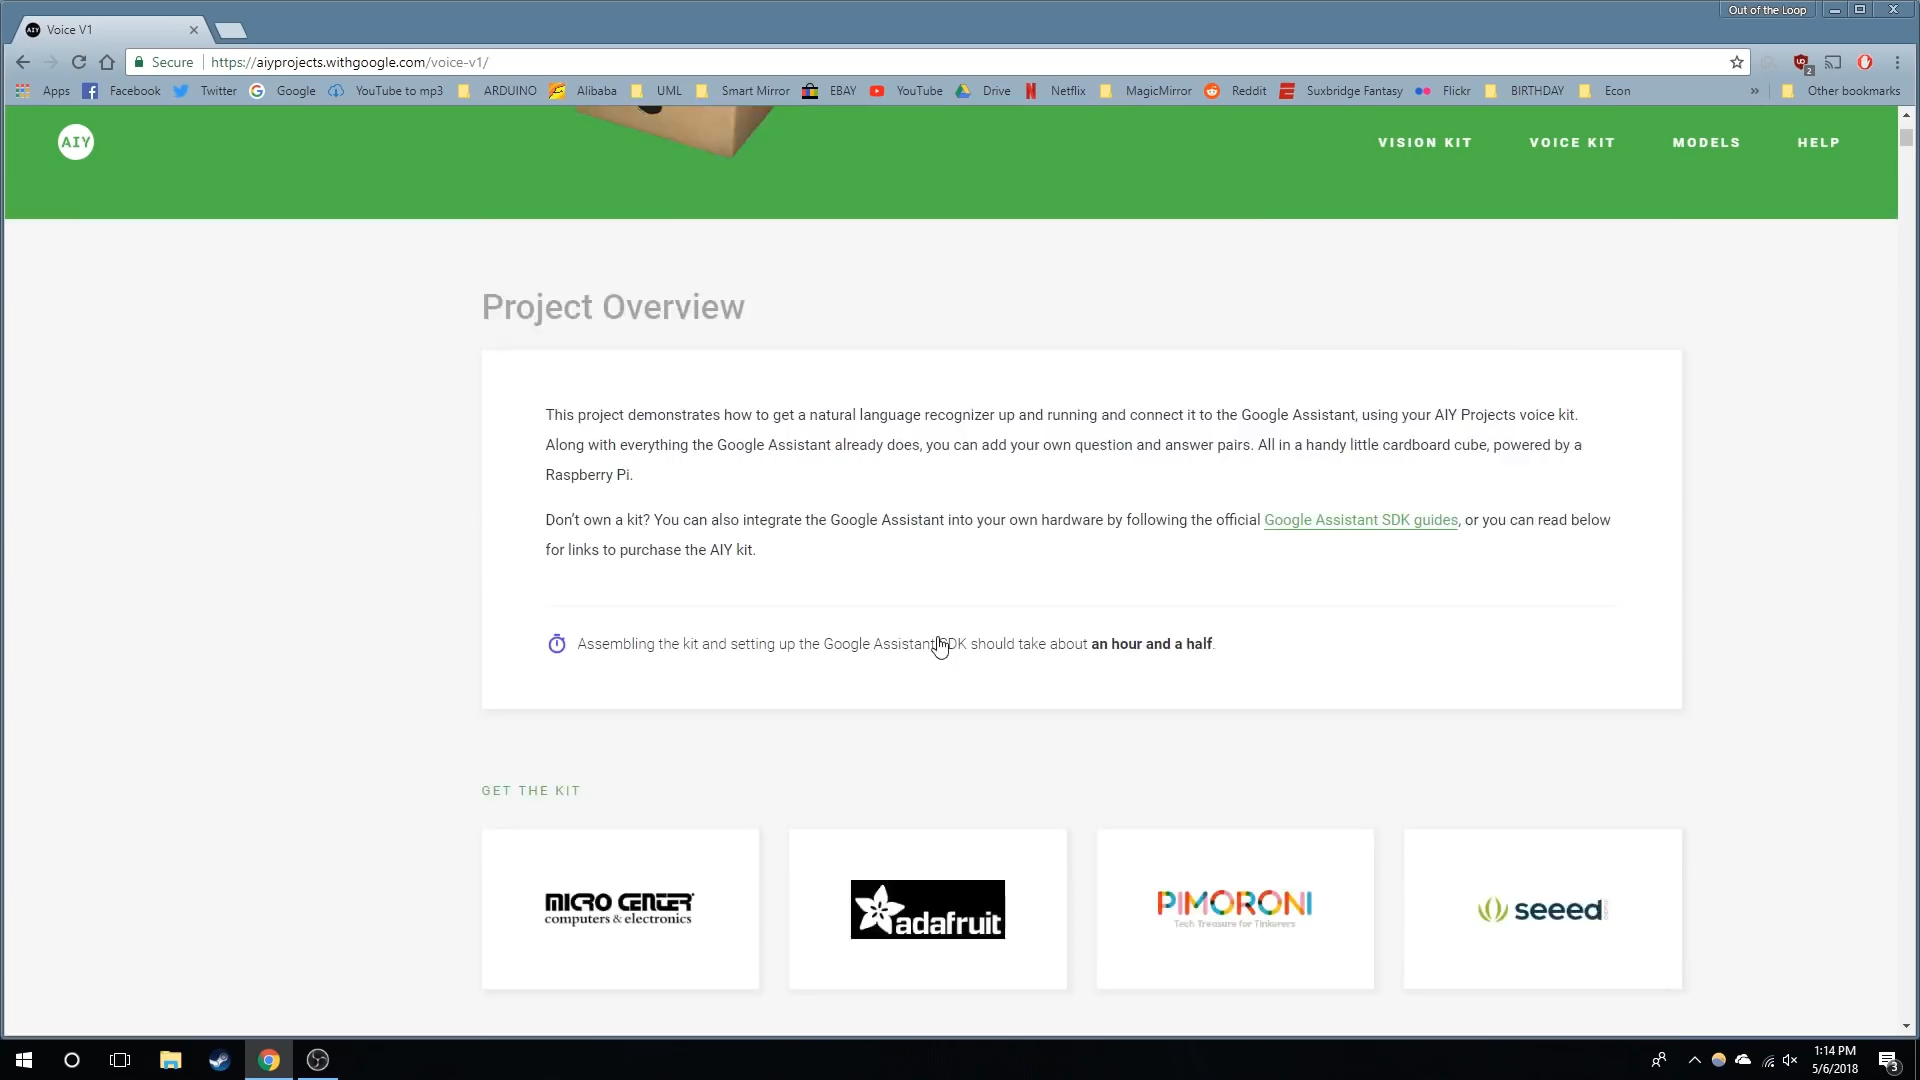 Out of the Loop
AIY Voice V1
Secure https://aiyprojects.withgoogle.com/voice-v1/
2
Apps Facebook Twitter Google YouTube to mp3 ARDUINO Alibaba UML Smart Mirror EBAY YouTube Drive Netflix MagicMirror Reddit Suxbridge Fantasy Flickr BIRTHDAY Econ » Other bookmarks
AIY VISION KIT VOICE KIT MODELS HELP
Project Overview
This project demonstrates how to get a natural language recognizer up and running and connect it to the Google Assistant, using your AIY Projects voice kit.
Along with everything the Google Assistant already does, you can add your own question and answer pairs. All in a handy little cardboard cube, powered by a
Raspberry Pi.
Don’t own a kit? You can also integrate the Google Assistant into your own hardware by following the official Google Assistant SDK guides, or you can read below
for links to purchase the AIY kit.
Assembling the kit and setting up the Google Assistant SDK should take about an hour and a half.
GET THE KIT
MICRO CENTER
computers & electronics
adafruit
PIMORONI
Tech Treasure for Tinkerers
seeed
1:14 PM
5/6/2018
3